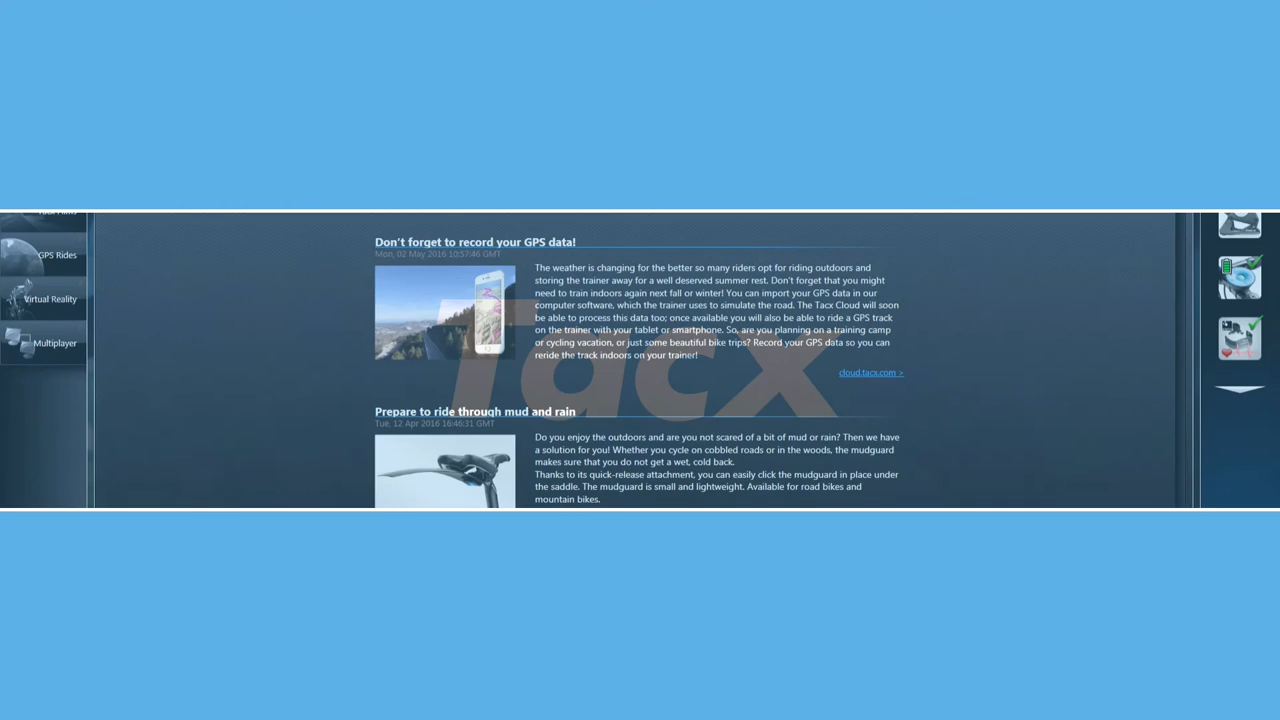 Tacx Films
GPS Rides
Virtual Reality
Multiplayer
Don't forget to record your GPS data!
Mon, 02 May 2016 10:57:46 GMT
The weather is changing for the better so many riders opt for riding outdoors and
storing the trainer away for a well deserved summer rest. Don't forget that you might
need to train indoors again next fall or winter! You can import your GPS data in our
computer software, which the trainer uses to simulate the road. The Tacx Cloud will soon
be able to process this data too; once available you will also be able to ride a GPS track
on the trainer with your tablet or smartphone. So, are you planning on a training camp
or cycling vacation, or just some beautiful bike trips? Record your GPS data so you can
reride the track indoors on your trainer!
cloud.tacx.com >
Tacx
Prepare to ride through mud and rain
Tue, 12 Apr 2016 16:46:31 GMT
Do you enjoy the outdoors and are you not scared of a bit of mud or rain? Then we have
a solution for you! Whether you cycle on cobbled roads or in the woods, the mudguard
makes sure that you do not get a wet, cold back.
Thanks to its quick-release attachment, you can easily click the mudguard in place under
the saddle. The mudguard is small and lightweight. Available for road bikes and
mountain bikes.